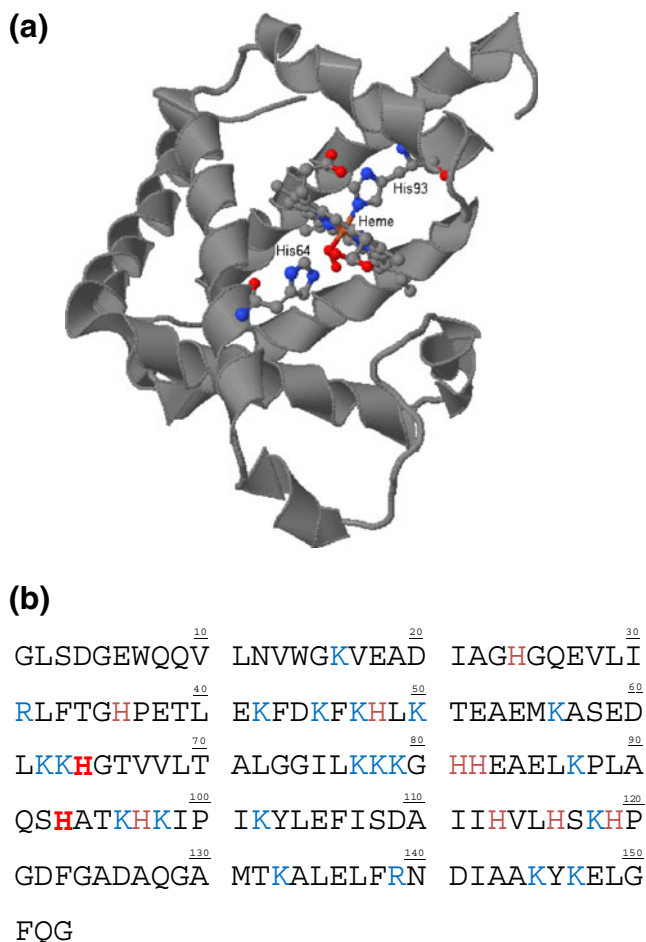 (a)
His93
Heme
His64
(b)
10 20 30
GLSDGEWQQV LNVWGKVEAD IAGHGQEVLI
40 50 60
RLFTGHPETL EKFDKFKHLK TEAEMKASED
70 80 90
LKKHGTVVLT ALGGILKKKG HHEAELKPLA
100 110 120
QSHATKHKIP IKYLEFISDA IIHVLHSKHP
130 140 150
GDFGADAQGA MTKALELFRN DIAAKYKELG
FQG